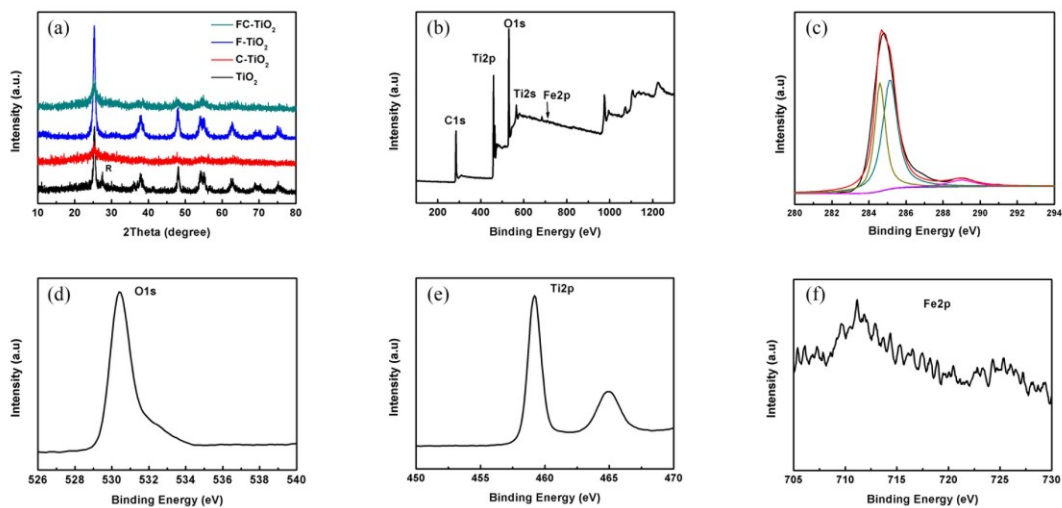 (a)
FC-TiO2
F-TiO2
C-TiO2
TiO2
R
Intensity (a.u.)
10 20 30 40 50 60 70 80
2Theta (degree)
(b)
O1s
Ti2p
Ti2s
Fe2p
C1s
Intensity (a.u)
200 400 600 800 1000 1200
Binding Energy (eV)
(c)
Intensity (a.u)
280 282 284 286 288 290 292 294
Binding Energy (eV)
(d)
O1s
Intensity (a.u)
526 528 530 532 534 536 538 540
Binding Energy (eV)
(e)
Ti2p
Intensity (a.u)
450 455 460 465 470
Binding Energy (eV)
(f)
Fe2p
Intensity (a.u)
705 710 715 720 725 730
Binding Energy (eV)